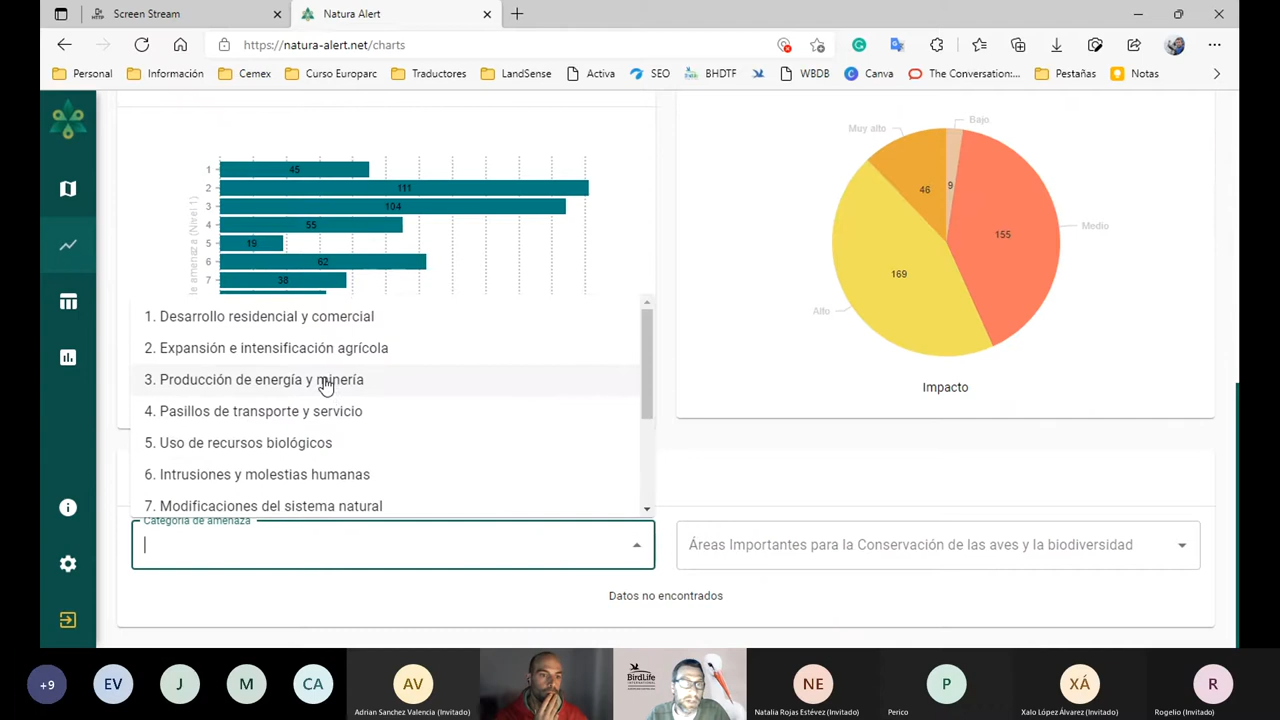 Screen Stream
Natura Alert
https://natura-alert.net/charts
Personal
Información
Cemex
Curso Europarc
Traductores
LandSense
Activa
SEO
BHDTF
WBDB
Canva
The Conversation:...
Pestañas
Notas
1 45
2 111
3 104
4 55
5 19
6 62
7 38
de amenaza (Nivel 1)
Muy alto
Bajo
46
9
155
Medio
169
Alto
Impacto
1. Desarrollo residencial y comercial
2. Expansión e intensificación agrícola
3. Producción de energía y minería
4. Pasillos de transporte y servicio
5. Uso de recursos biológicos
6. Intrusiones y molestias humanas
7. Modificaciones del sistema natural
Categoría de amenaza
Áreas Importantes para la Conservación de las aves y la biodiversidad
Datos no encontrados
+9
EV
J
M
CA
AV
Adrian Sanchez Valencia (Invitado)
BirdLife
INTERNATIONAL
NE
Natalia Rojas Estévez (Invitado)
P
Perico
XÁ
Xalo López Álvarez (Invitado)
R
Rogelio (Invitado)